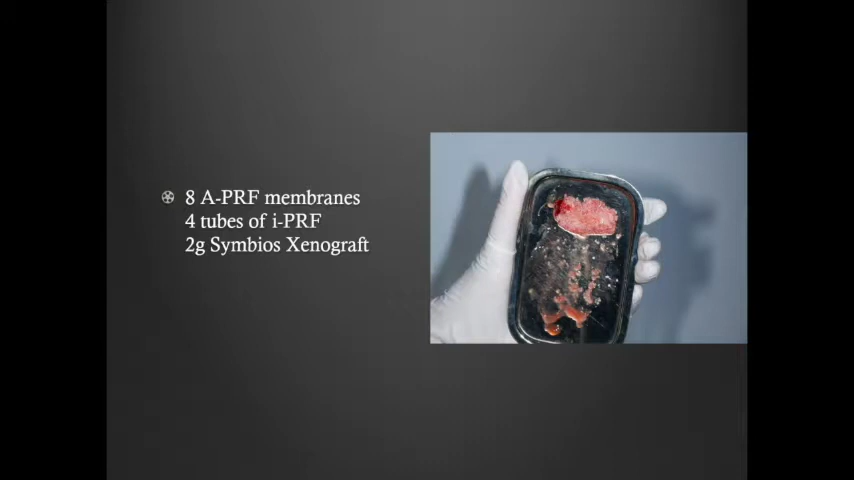 8 A-PRF membranes
4 tubes of i-PRF
2g Symbios Xenograft